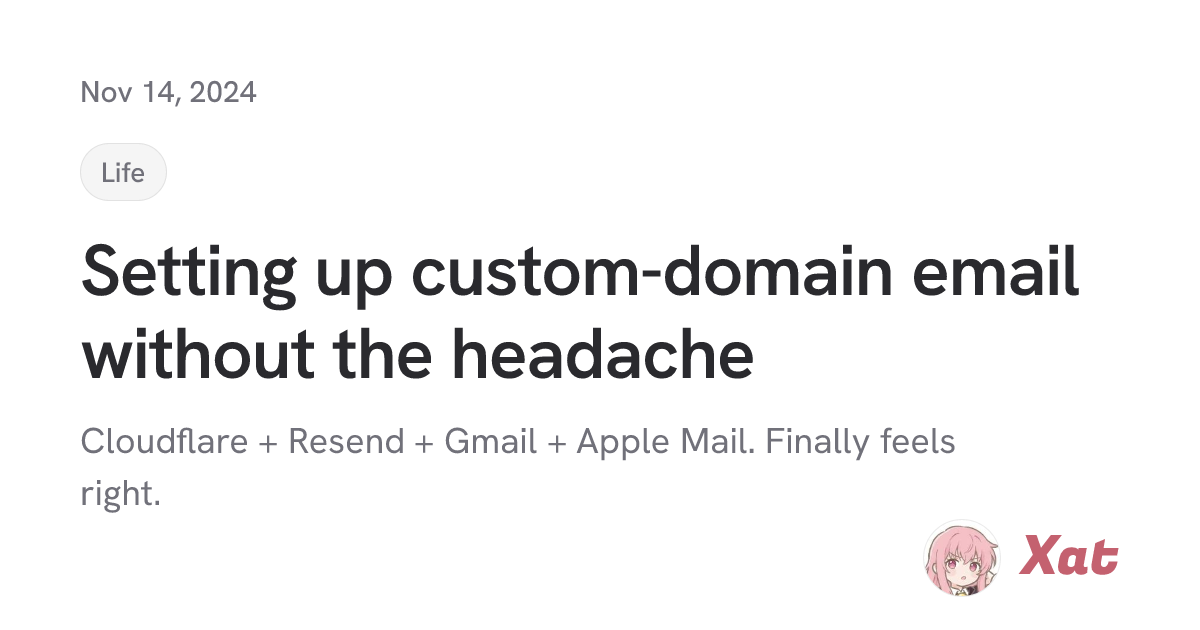 Nov 14, 2024
Life
Setting up custom-domain email
without the headache
Cloudflare + Resend + Gmail + Apple Mail. Finally feels
right.
Xat